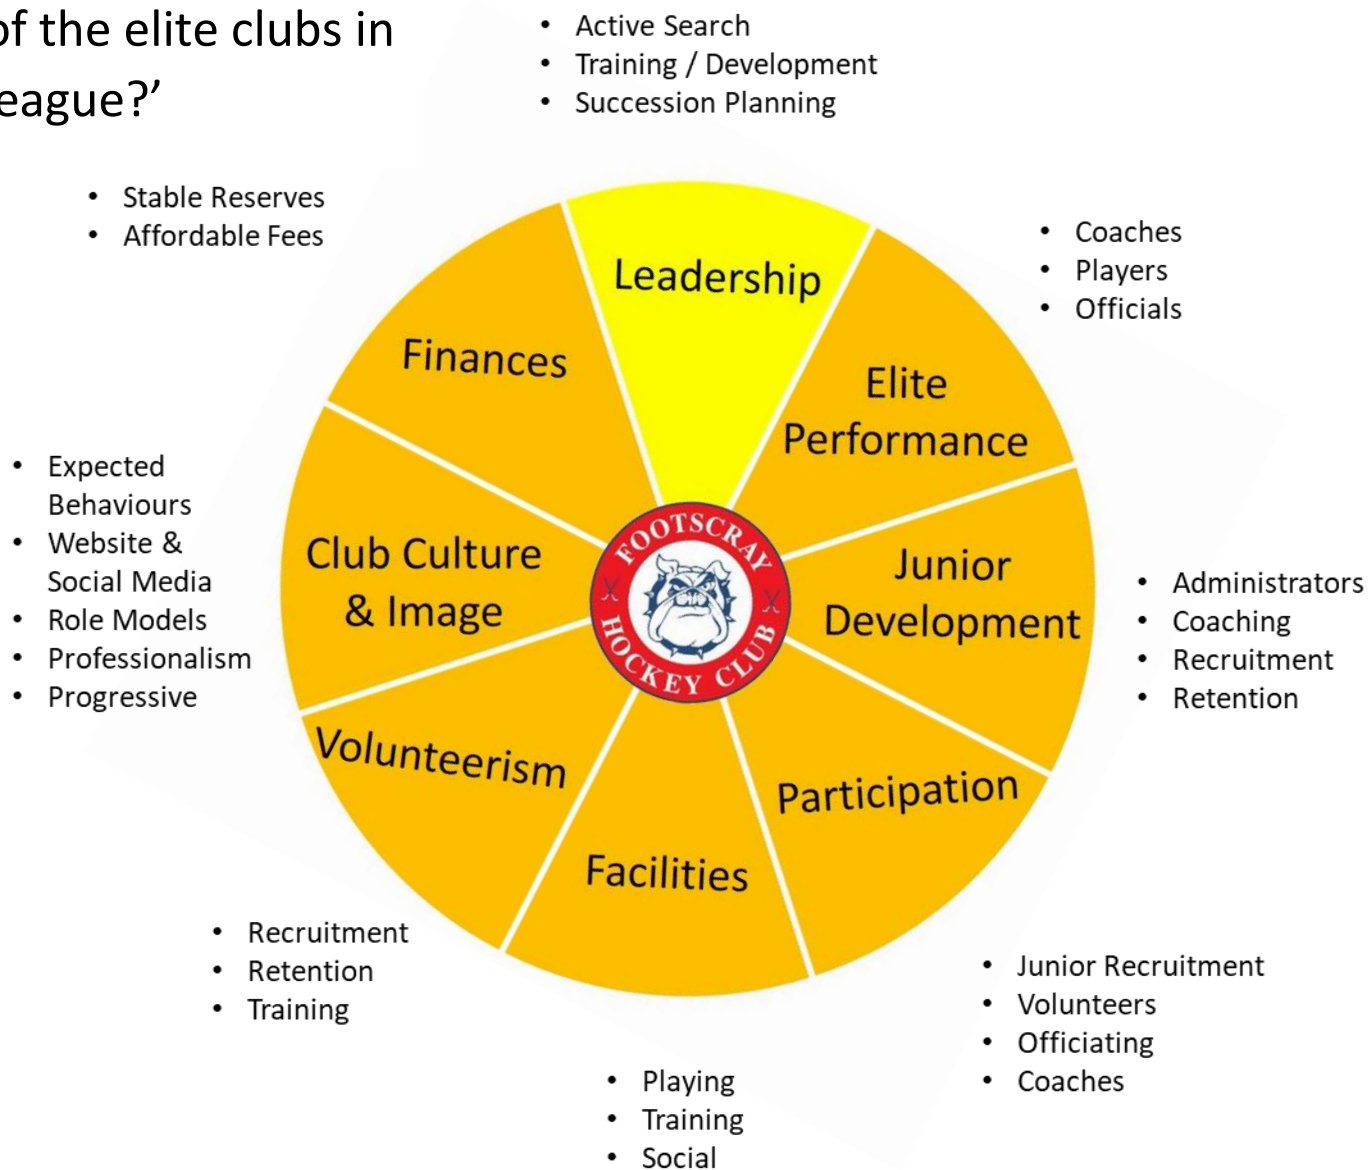 of the elite clubs in
eague?’
• Active Search
• Training / Development
• Succession Planning
• Stable Reserves
• Affordable Fees
• Coaches
• Players
• Officials
Leadership
Finances
Elite
Performance
• Expected
Behaviours
• Website &
Social Media
• Role Models
• Professionalism
• Progressive
Club Culture
& Image
FOOTSCRAY
HOCKEY CLUB
Junior
Development
• Administrators
• Coaching
• Recruitment
• Retention
Volunteerism
Participation
Facilities
• Recruitment
• Retention
• Training
• Junior Recruitment
• Volunteers
• Officiating
• Coaches
• Playing
• Training
• Social